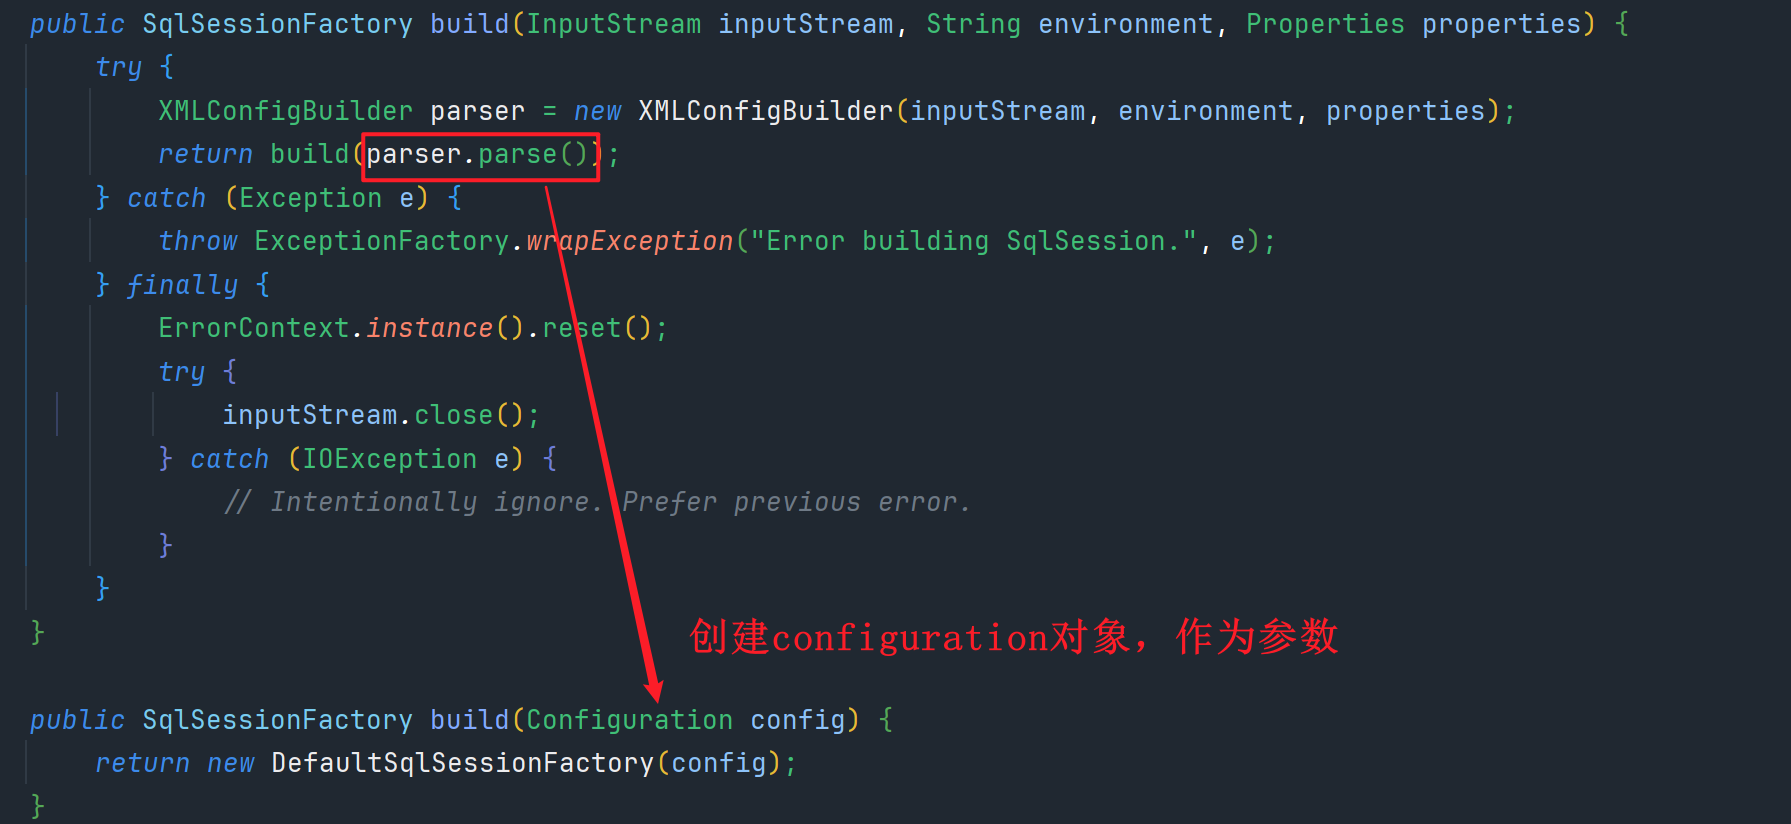 public SqlSessionFactory build(InputStream inputStream, String environment, Properties properties) {
try {
XMLConfigBuilder parser = new XMLConfigBuilder(inputStream, environment, properties);
return build(parser.parse());
} catch (Exception e) {
throw ExceptionFactory.wrapException("Error building SqlSession.", e);
} finally {
ErrorContext.instance().reset();
try {
inputStream.close();
} catch (IOException e) {
// Intentionally ignore. Prefer previous error.
}
}
}
创建configuration对象，作为参数
public SqlSessionFactory build(Configuration config) {
return new DefaultSqlSessionFactory(config);
}